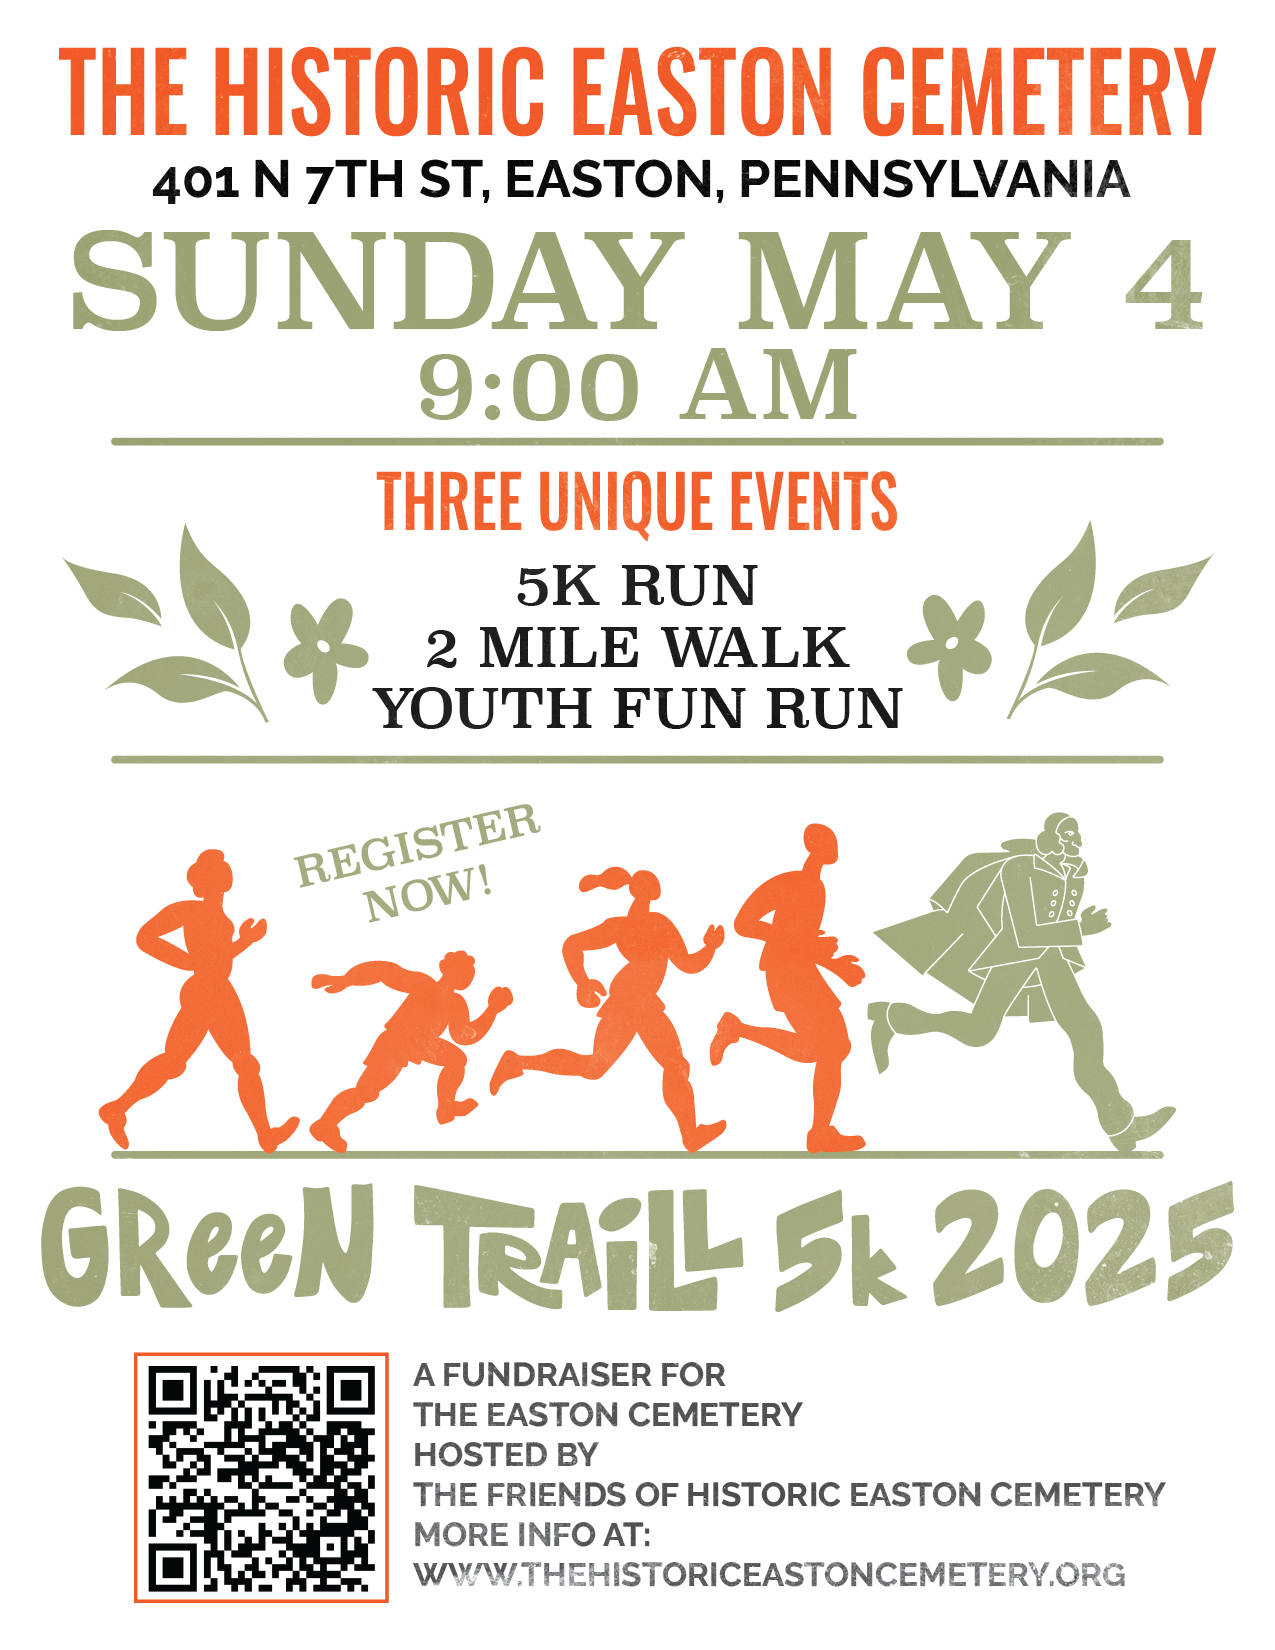 THE HISTORIC EASTON CEMETERY
401 N 7TH ST, EASTON, PENNSYLVANIA
SUNDAY MAY 4
9:00 AM
THREE UNIQUE EVENTS
5K RUN
2 MILE WALK
YOUTH FUN RUN
REGISTER
NOW!
GReeN TRAiLL 5k 2025
A FUNDRAISER FOR
THE EASTON CEMETERY
HOSTED BY
THE FRIENDS OF HISTORIC EASTON CEMETERY
MORE INFO AT:
WWW.THEHISTORICEASTONCEMETERY.ORG